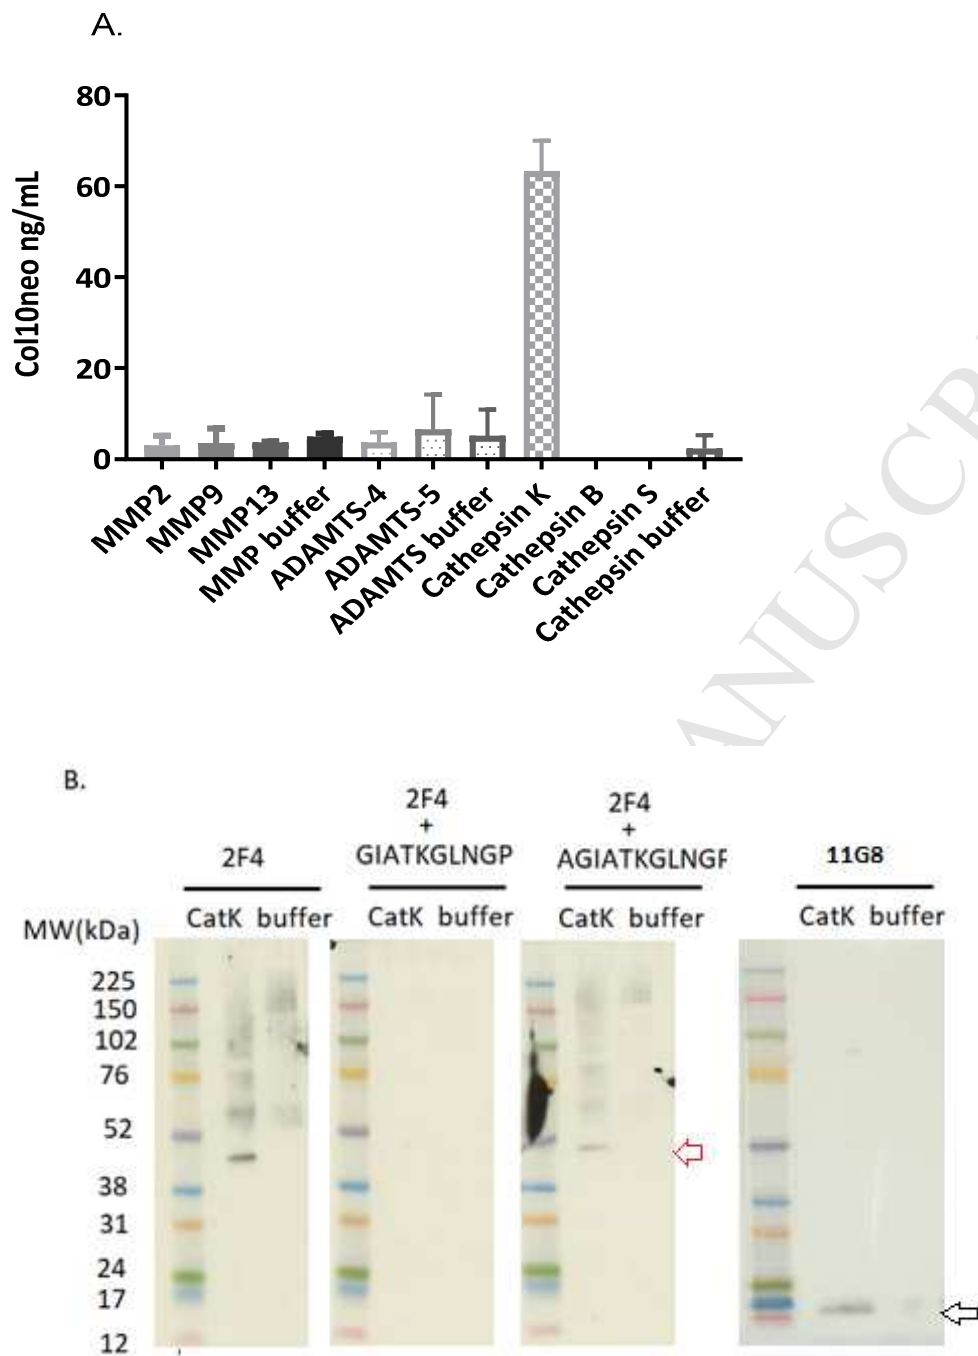 A.
80
60
40
20
0
Col10neo ng/mL
MMP2
MMP9
MMP13
MMP buffer
ADAMTS-4
ADAMTS-5
ADAMTS buffer
Cathepsin K
Cathepsin B
Cathepsin S
Cathepsin buffer
ANUSCR
B.
2F4
2F4
+
GIATKGLNGP
2F4
+
AGIATKGLNGF
11G8
MW(kDa)
CatK buffer
CatK buffer
CatK buffer
CatK buffer
225
150
102
76
52
38
31
24
17
12